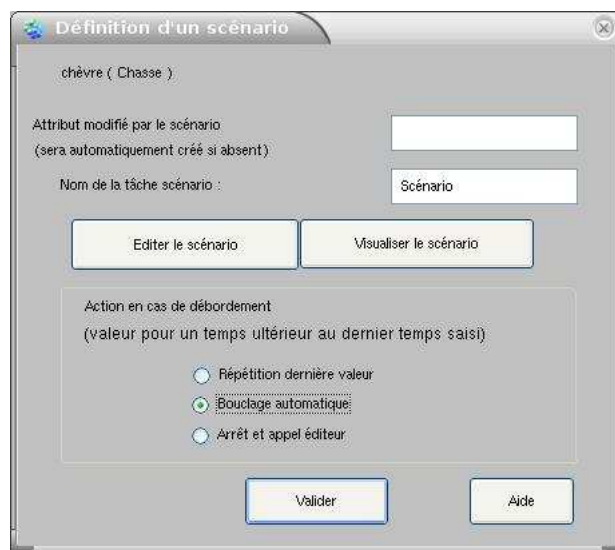 Définition d'un scénario
chèvre ( Chasse )
Attribut modifié par le scénario
(sera automatiquement créé si absent)
Nom de la tâche scénario :
Scénario
Editer le scénario
Visualiser le scénario
Action en cas de débordement
(valeur pour un temps ultérieur au dernier temps saisi)
Répétition dernière valeur
Bouclage automatique
Arrêt et appel éditeur
Valider
Aide